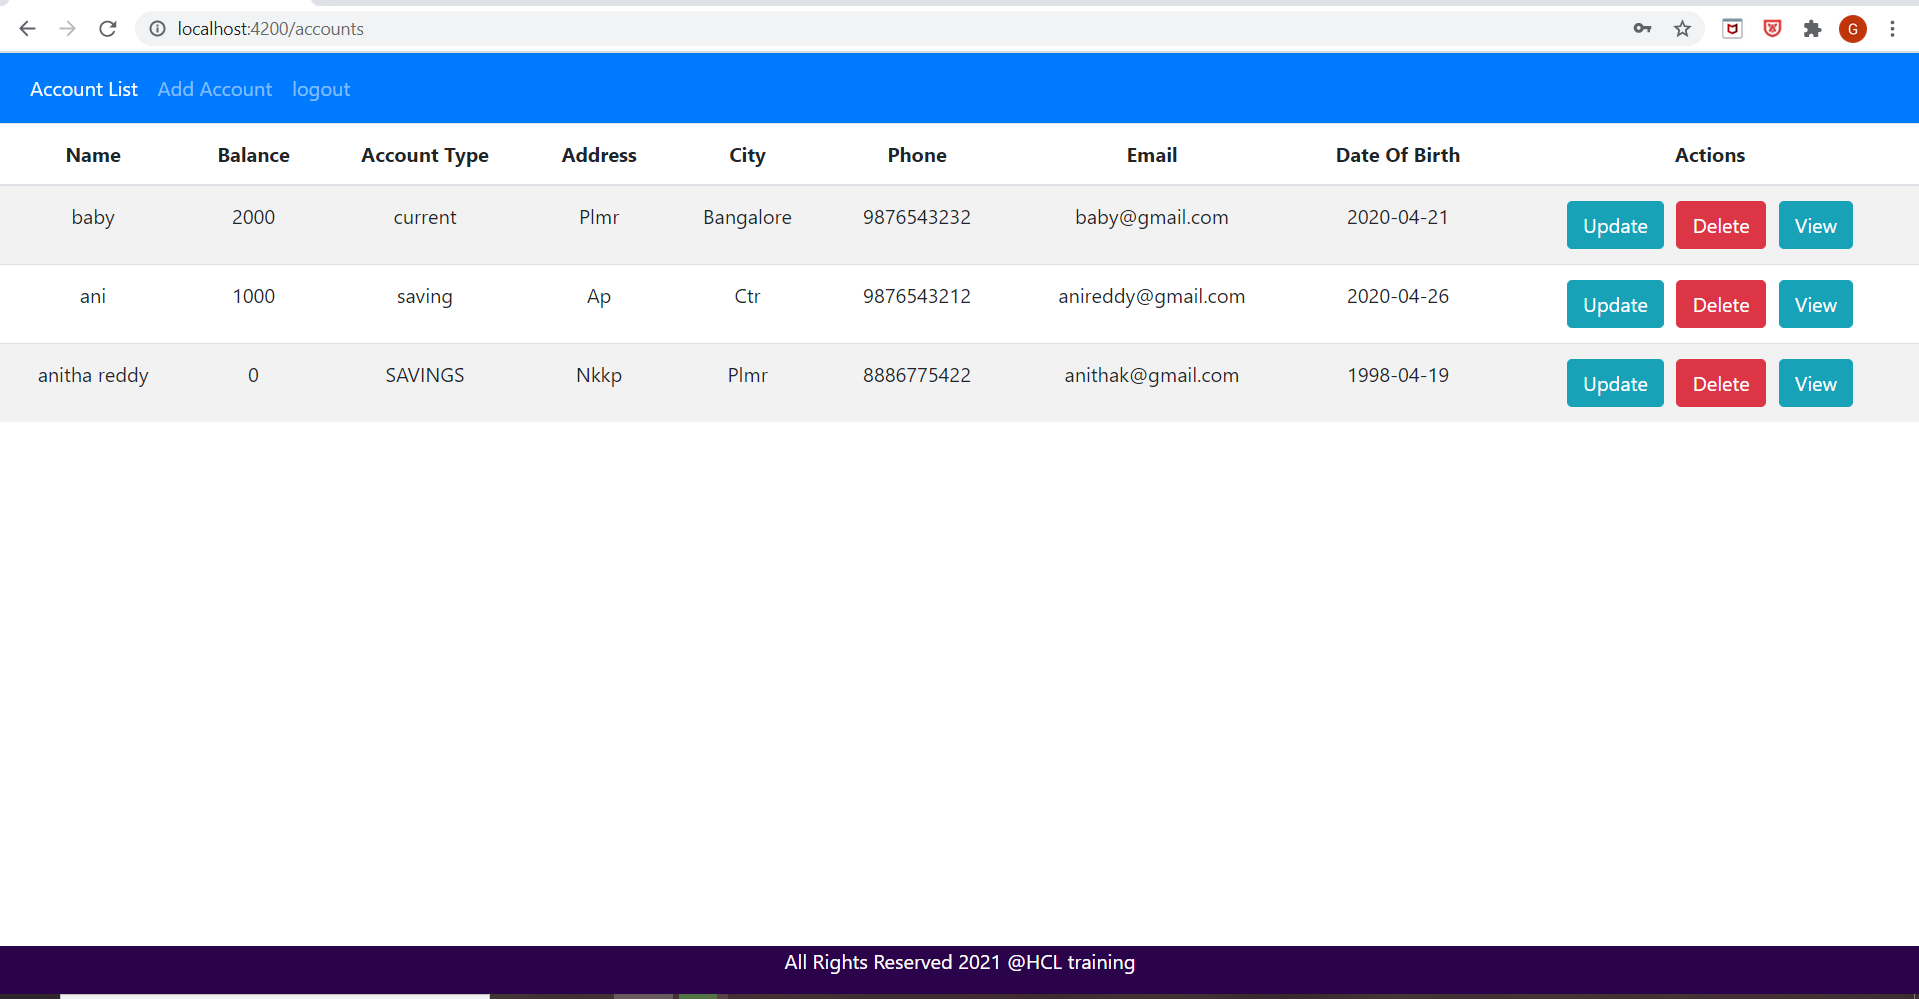 localhost:4200/accounts
G
Account List Add Account logout
Name Balance Account Type Address City Phone Email Date Of Birth Actions
baby 2000 current Plmr Bangalore 9876543232 baby@gmail.com 2020-04-21 Update Delete View
ani 1000 saving Ap Ctr 9876543212 anireddy@gmail.com 2020-04-26 Update Delete View
anitha reddy 0 SAVINGS Nkkp Plmr 8886775422 anithak@gmail.com 1998-04-19 Update Delete View
All Rights Reserved 2021 @HCL training